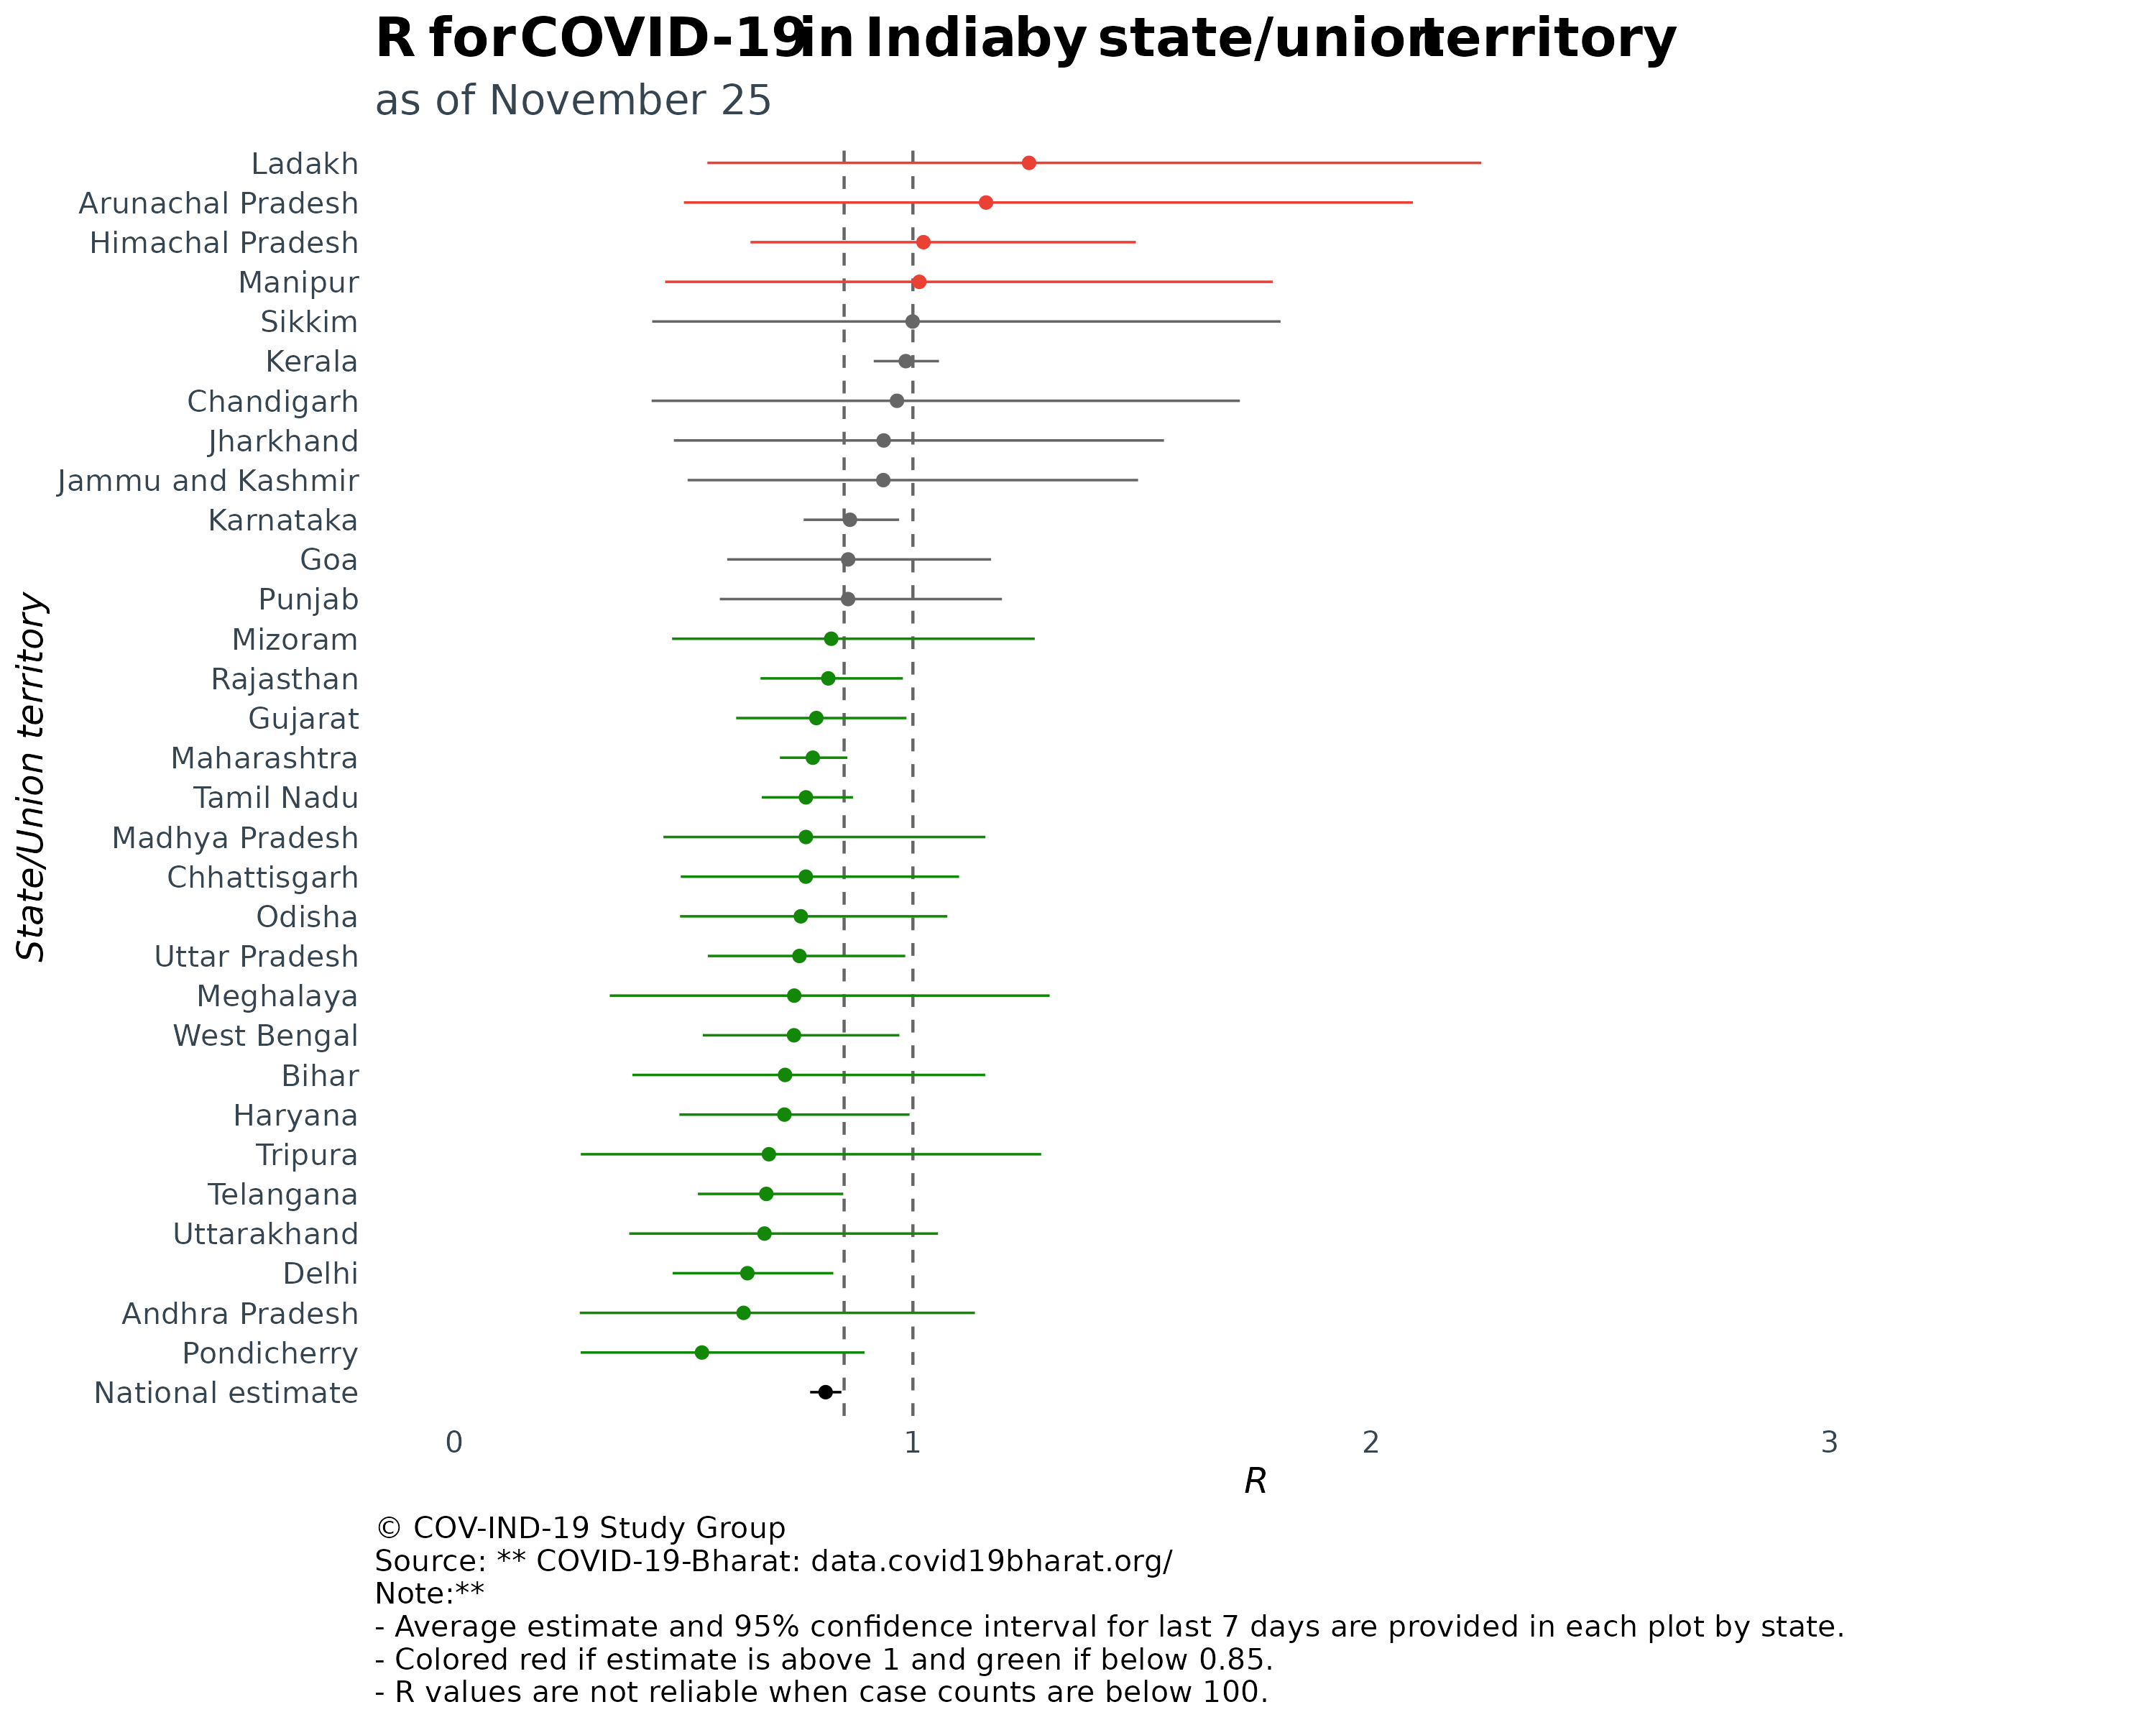 R for COVID-19 in India by state/union territory
as of November 25
Ladakh
Arunachal Pradesh
Himachal Pradesh
Manipur
Sikkim
Kerala
Chandigarh
Jharkhand
Jammu and Kashmir
Karnataka
Goa
Punjab
Mizoram
Rajasthan
Gujarat
Maharashtra
Tamil Nadu
Madhya Pradesh
Chhattisgarh
Odisha
Uttar Pradesh
Meghalaya
West Bengal
Bihar
Haryana
Tripura
Telangana
Uttarakhand
Delhi
Andhra Pradesh
Pondicherry
National estimate
State/Union territory
0 1 2 3
R
© COV-IND-19 Study Group
Source: ** COVID-19-Bharat: data.covid19bharat.org/
Note:**
- Average estimate and 95% confidence interval for last 7 days are provided in each plot by state.
- Colored red if estimate is above 1 and green if below 0.85.
- R values are not reliable when case counts are below 100.